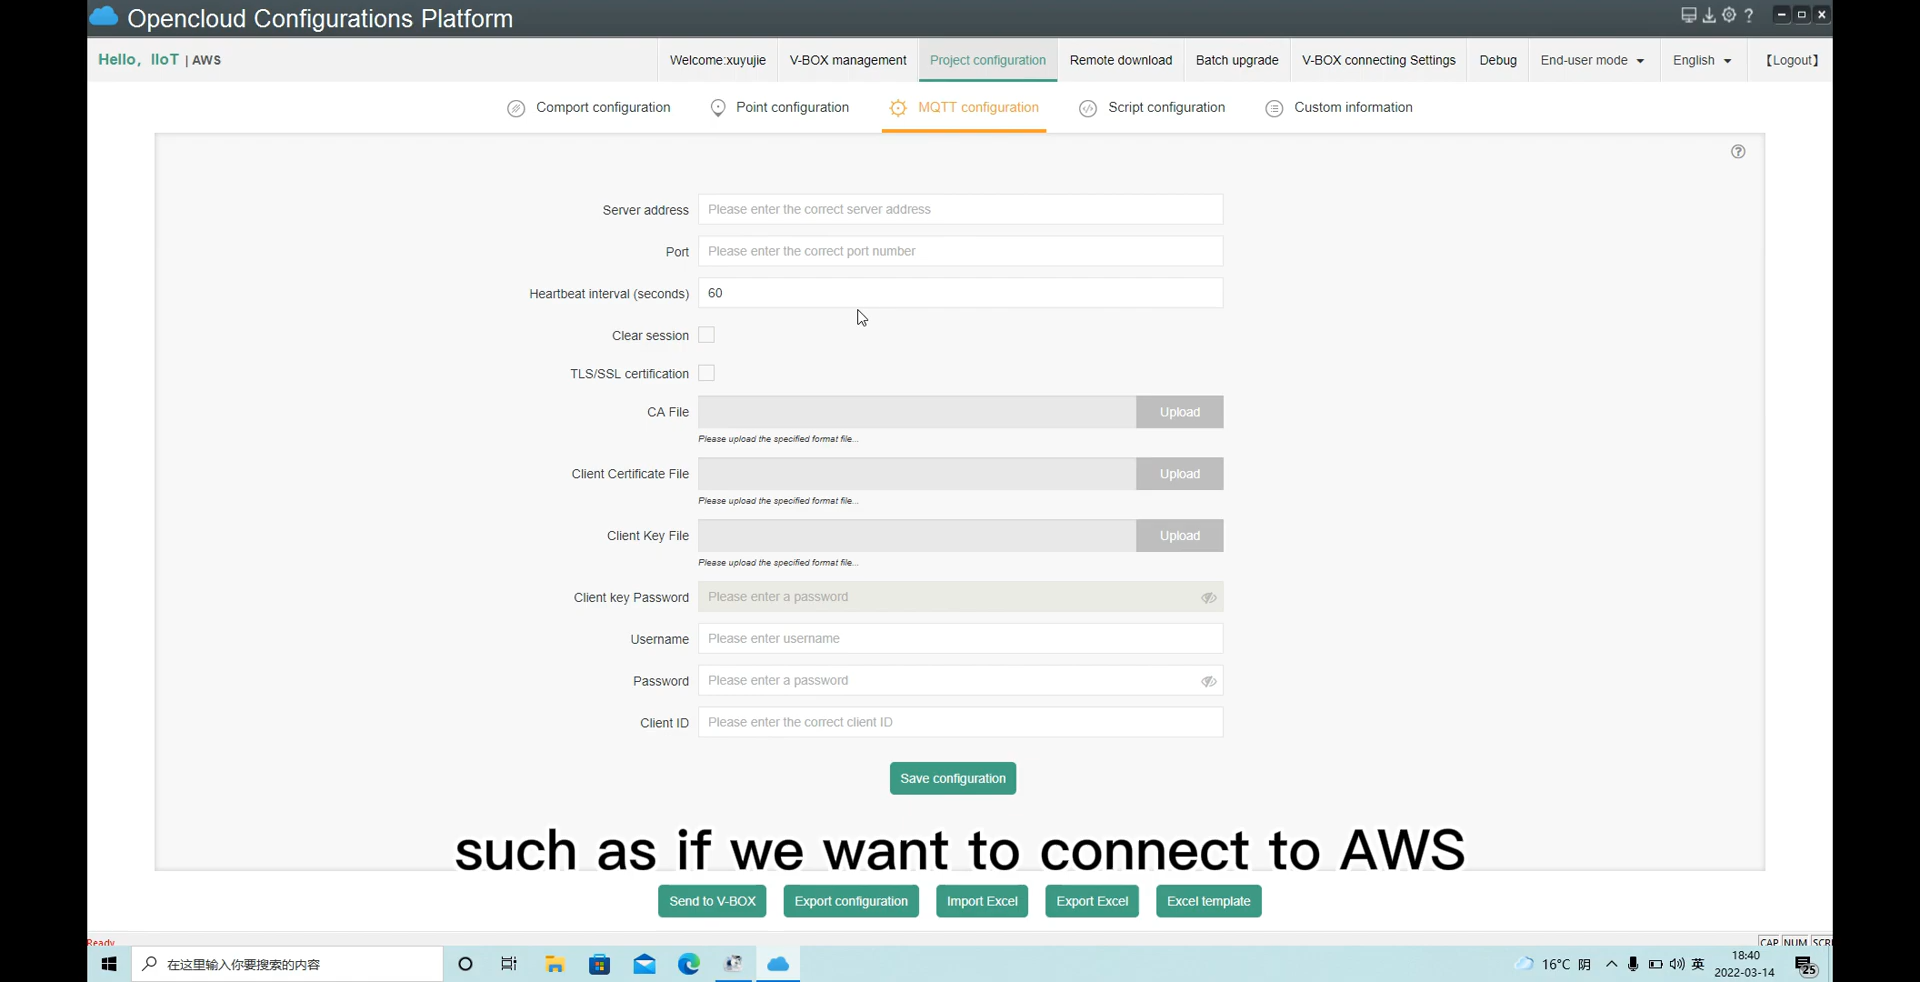 Opencloud Configurations Platform
Hello, IIoT | AWS
Welcome:xuyujie
V-BOX management
Project configuration
Remote download
Batch upgrade
V-BOX connecting Settings
Debug
End-user mode
English
【Logout】
Comport configuration
Point configuration
MQTT configuration
Script configuration
Custom information
Server address
Please enter the correct server address
Port
Please enter the correct port number
Heartbeat interval (seconds)
60
Clear session
TLS/SSL certification
CA File
Upload
Please upload the specified format file...
Client Certificate File
Upload
Please upload the specified format file...
Client Key File
Upload
Please upload the specified format file...
Client key Password
Please enter a password
Username
Please enter username
Password
Please enter a password
Client ID
Please enter the correct client ID
Save configuration
such as if we want to connect to AWS
Send to V-BOX
Export configuration
Import Excel
Export Excel
Excel template
Ready
CAP NUM SCRL
在这里输入你要搜索的内容
16°C 阴
英
18:40
2022-03-14
25